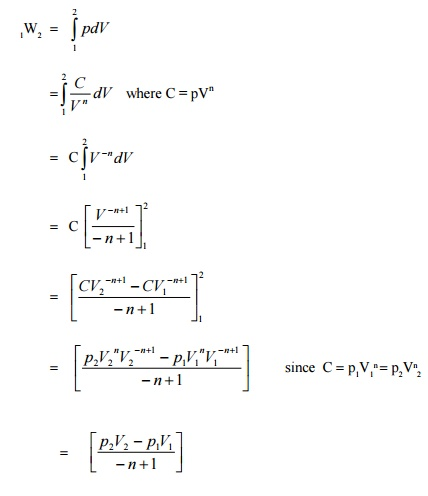 ₁W₂ = ∫₁² pdV
= ∫₁² C/Vⁿ dV where C = pVⁿ
= C ∫₁² V⁻ⁿdV
= C [V⁻ⁿ⁺¹ / −n+1]₁²
= [CV₂⁻ⁿ⁺¹ − CV₁⁻ⁿ⁺¹ / −n+1]₁²
= [p₂V₂ⁿV₂⁻ⁿ⁺¹ − p₁V₁ⁿV₁⁻ⁿ⁺¹ / −n+1] since C = p₁V₁ⁿ = p₂Vⁿ₂
= [p₂V₂ − p₁V₁ / −n+1]